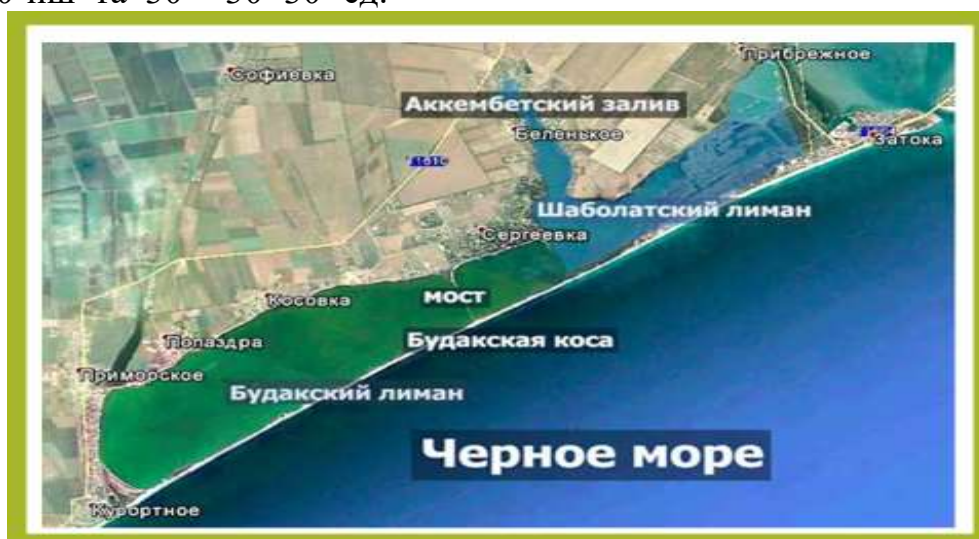 Прибрежное
Софиевка
Аккембетский залив
Беленькое
Затока
Шаболатский лиман
Сергеевка
Косовка
мост
Будакская коса
Попаздра
Приморское
Будакский лиман
Черное море
Курортное